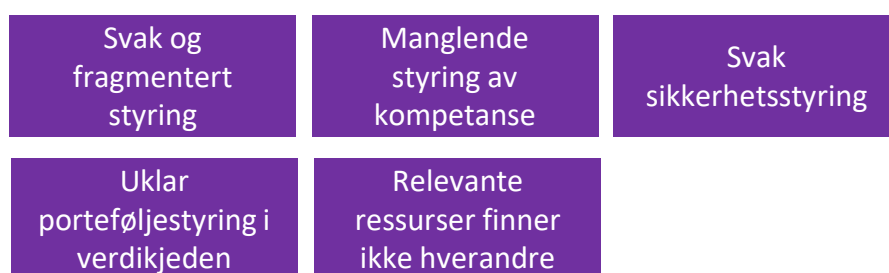 Svak og
fragmentert
styring
Manglende
styring av
kompetanse
Svak
sikkerhetsstyring
Uklar
porteføljestyring i
verdikjeden
Relevante
ressurser finner
ikke hverandre